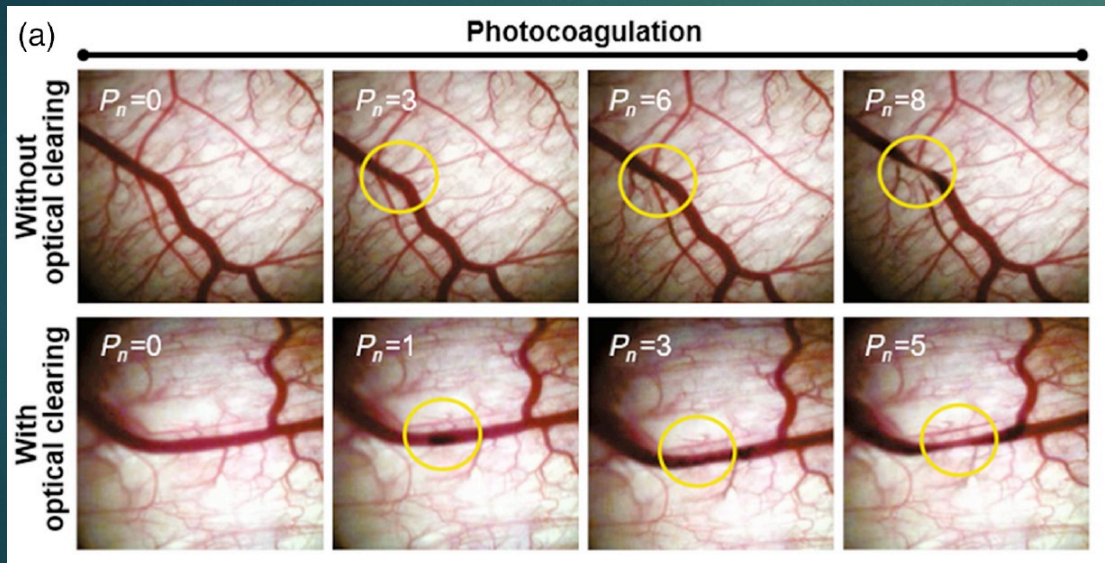 (a)
Photocoagulation
Without
optical clearing
Pn=0
Pn=3
Pn=6
Pn=8
With
optical clearing
Pn=0
Pn=1
Pn=3
Pn=5